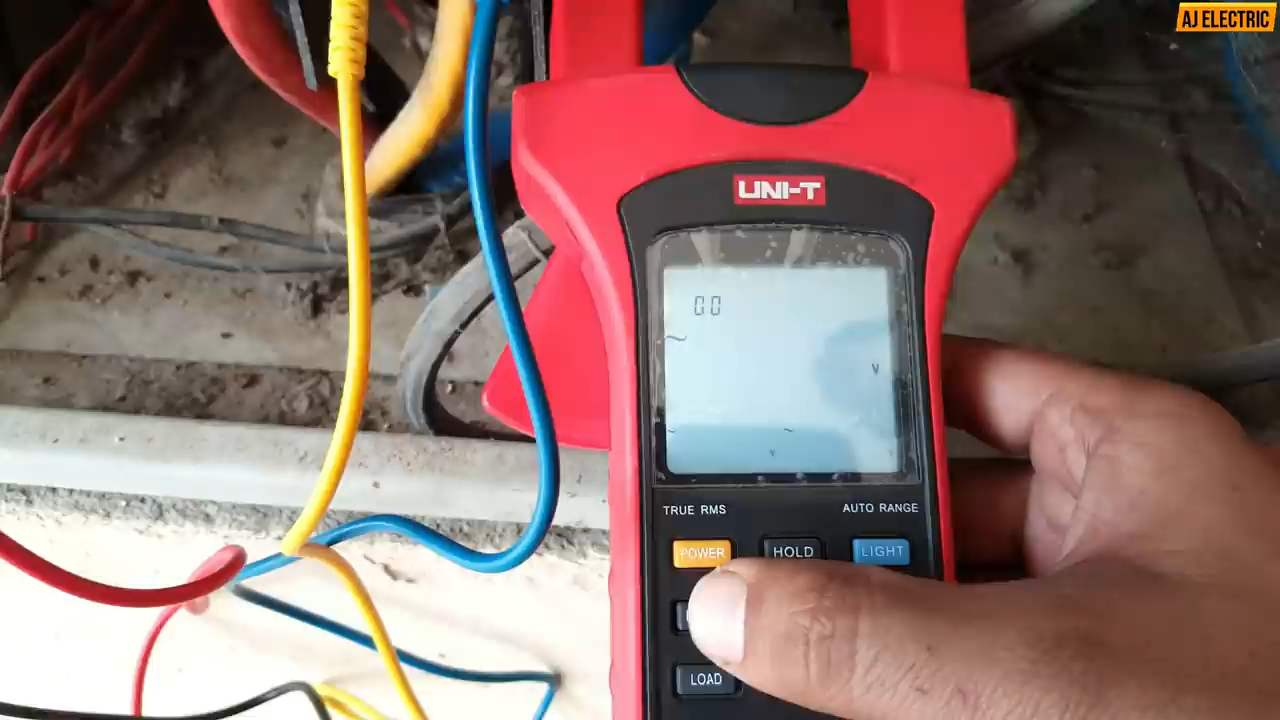 AJ ELECTRIC
UNI-T
00
V
V
TRUE RMS AUTO RANGE
POWER HOLD LIGHT
LOAD